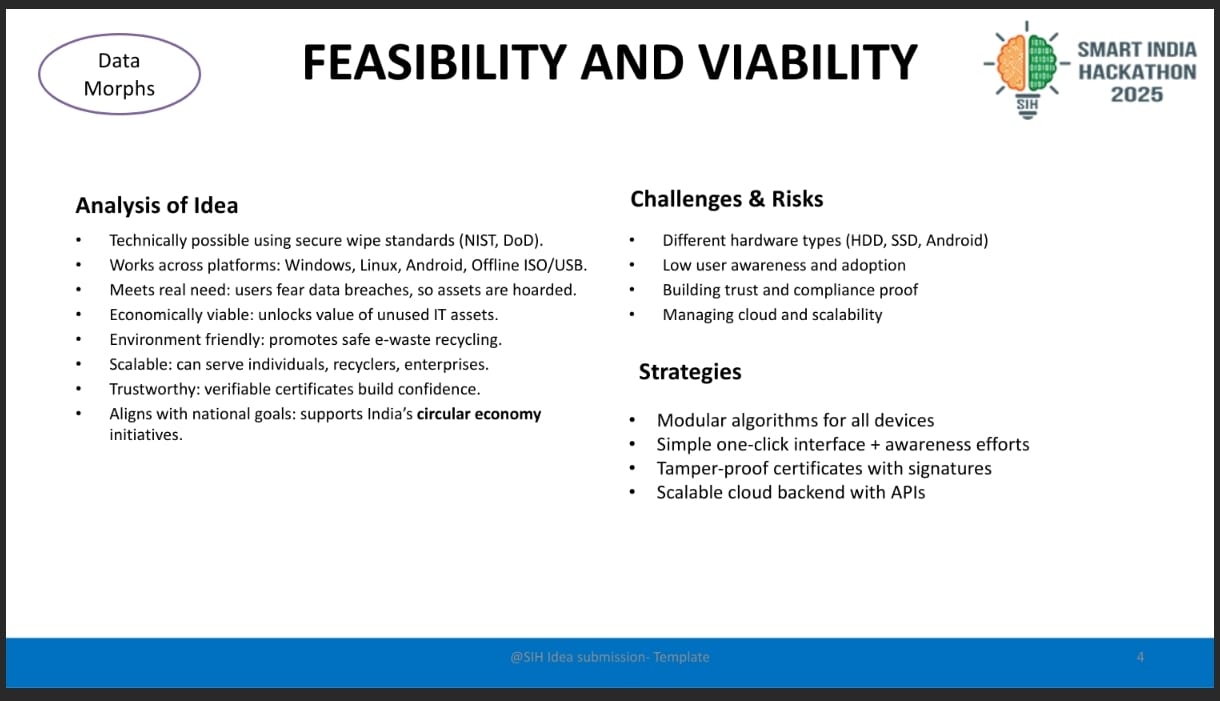 Data
Morphs
FEASIBILITY AND VIABILITY
SIH
SMART INDIA
HACKATHON
2025
Analysis of Idea
• Technically possible using secure wipe standards (NIST, DoD).
• Works across platforms: Windows, Linux, Android, Offline ISO/USB.
• Meets real need: users fear data breaches, so assets are hoarded.
• Economically viable: unlocks value of unused IT assets.
• Environment friendly: promotes safe e-waste recycling.
• Scalable: can serve individuals, recyclers, enterprises.
• Trustworthy: verifiable certificates build confidence.
• Aligns with national goals: supports India’s circular economy
initiatives.
Challenges & Risks
• Different hardware types (HDD, SSD, Android)
• Low user awareness and adoption
• Building trust and compliance proof
• Managing cloud and scalability
Strategies
• Modular algorithms for all devices
• Simple one-click interface + awareness efforts
• Tamper-proof certificates with signatures
• Scalable cloud backend with APIs
@SIH Idea submission- Template
4